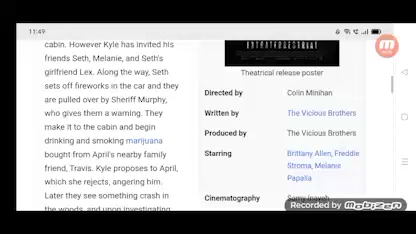 11:49
cabin. However Kyle has invited his
friends Seth, Melanie, and Seth's
girlfriend Lex. Along the way, Seth
sets off fireworks in the car and they
are pulled over by Sheriff Murphy,
who gives them a warning. They
make it to the cabin and begin
drinking and smoking marijuana
bought from April's nearby family
friend, Travis. Kyle proposes to April,
which she rejects, angering him.
Later they see something crash in
the woods, and upon investigating
EXTRATERRESTRIAL
Theatrical release poster
Directed by Colin Minihan
Written by The Vicious Brothers
Produced by The Vicious Brothers
Starring Brittany Allen, Freddie
Stroma, Melanie
Papalia
Cinematography Samy Inayeh
Recorded by mobizen